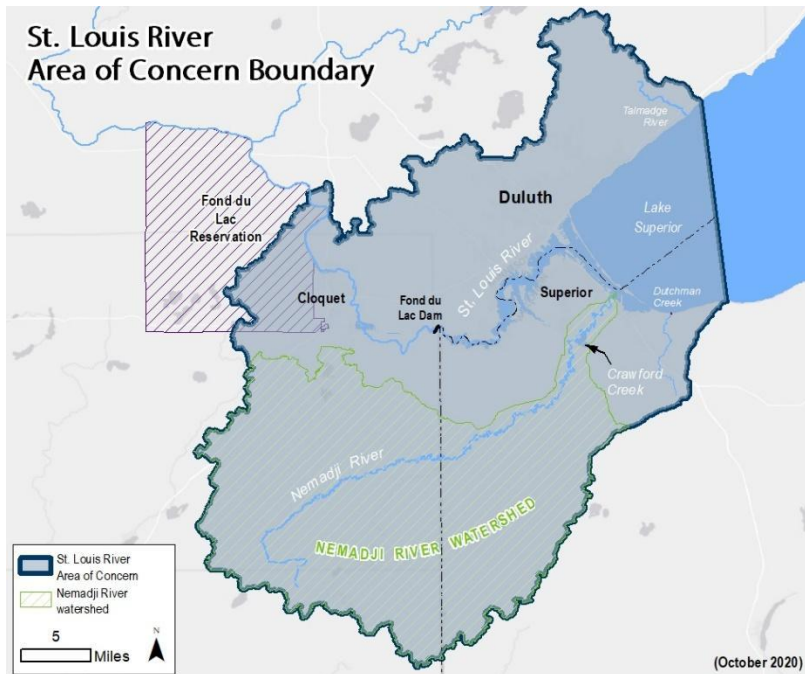 St. Louis River
Area of Concern Boundary
Talmadge
River
Fond du
Lac
Reservation
Duluth
Lake
Superior
St. Louis River
Cloquet
Fond du
Lac Dam
Superior
Dutchman
Creek
Crawford
Creek
Nemadji River
NEMADJI RIVER WATERSHED
St. Louis River
Area of Concern
Nemadji River
watershed
5
Miles
N
(October 2020)